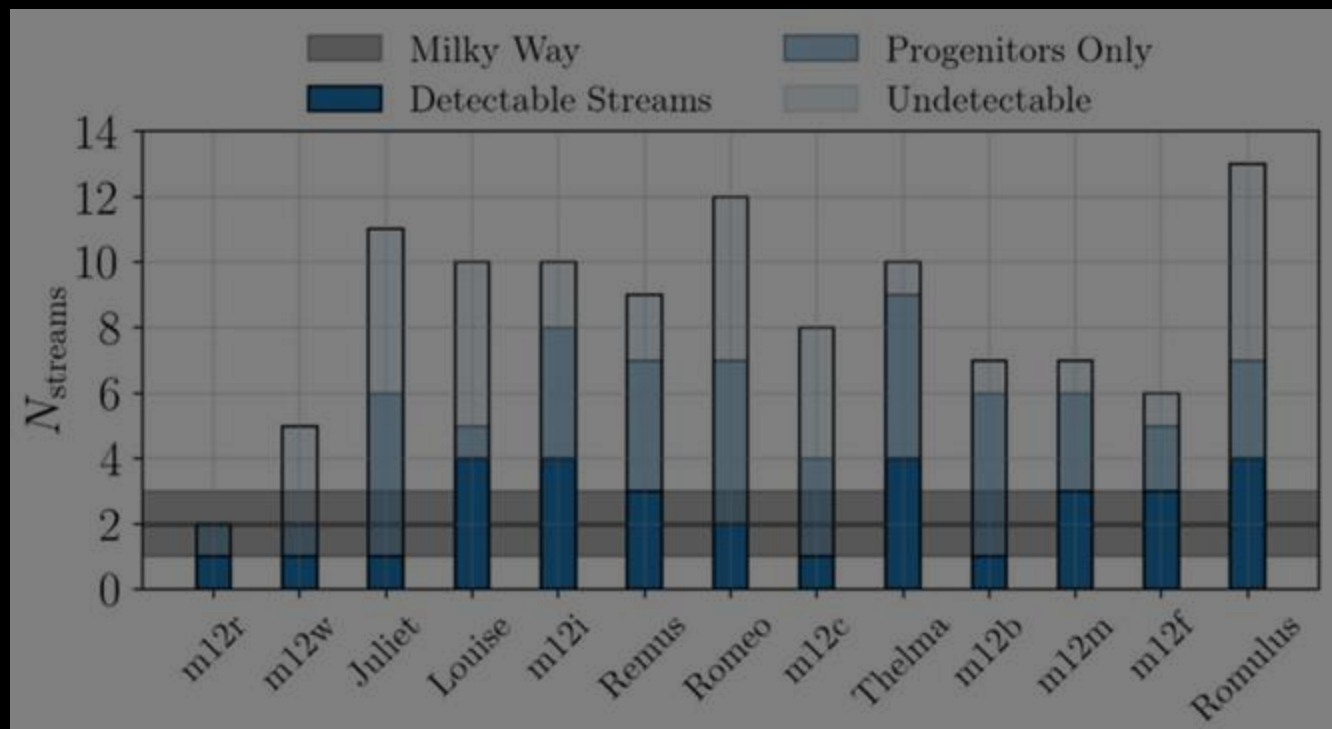 Milky Way
Progenitors Only
Detectable Streams
Undetectable
14
12
10
8
6
4
2
0
N_streams
m12r
m12w
Juliet
Louise
m12i
Remus
Romeo
m12c
Thelma
m12b
m12m
m12f
Romulus